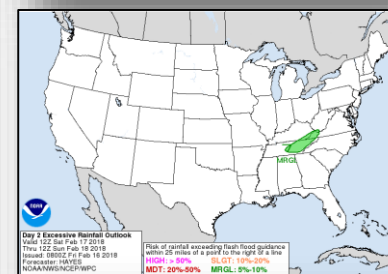 MRGL
NOAA
Day 2 Excessive Rainfall Outlook
Valid 12Z Sat Feb 17 2018
Thru 12Z Sun Feb 18 2018
Issued: 0800Z Fri Feb 16 2018
Forecaster: HAYES
NOAA/NWS/NCEP/WPC
Risk of rainfall exceeding flash flood guidance
within 25 miles of a point to the right of a line
HIGH: > 50% SLGT: 10%-20%
MDT: 20%-50% MRGL: 5%-10%